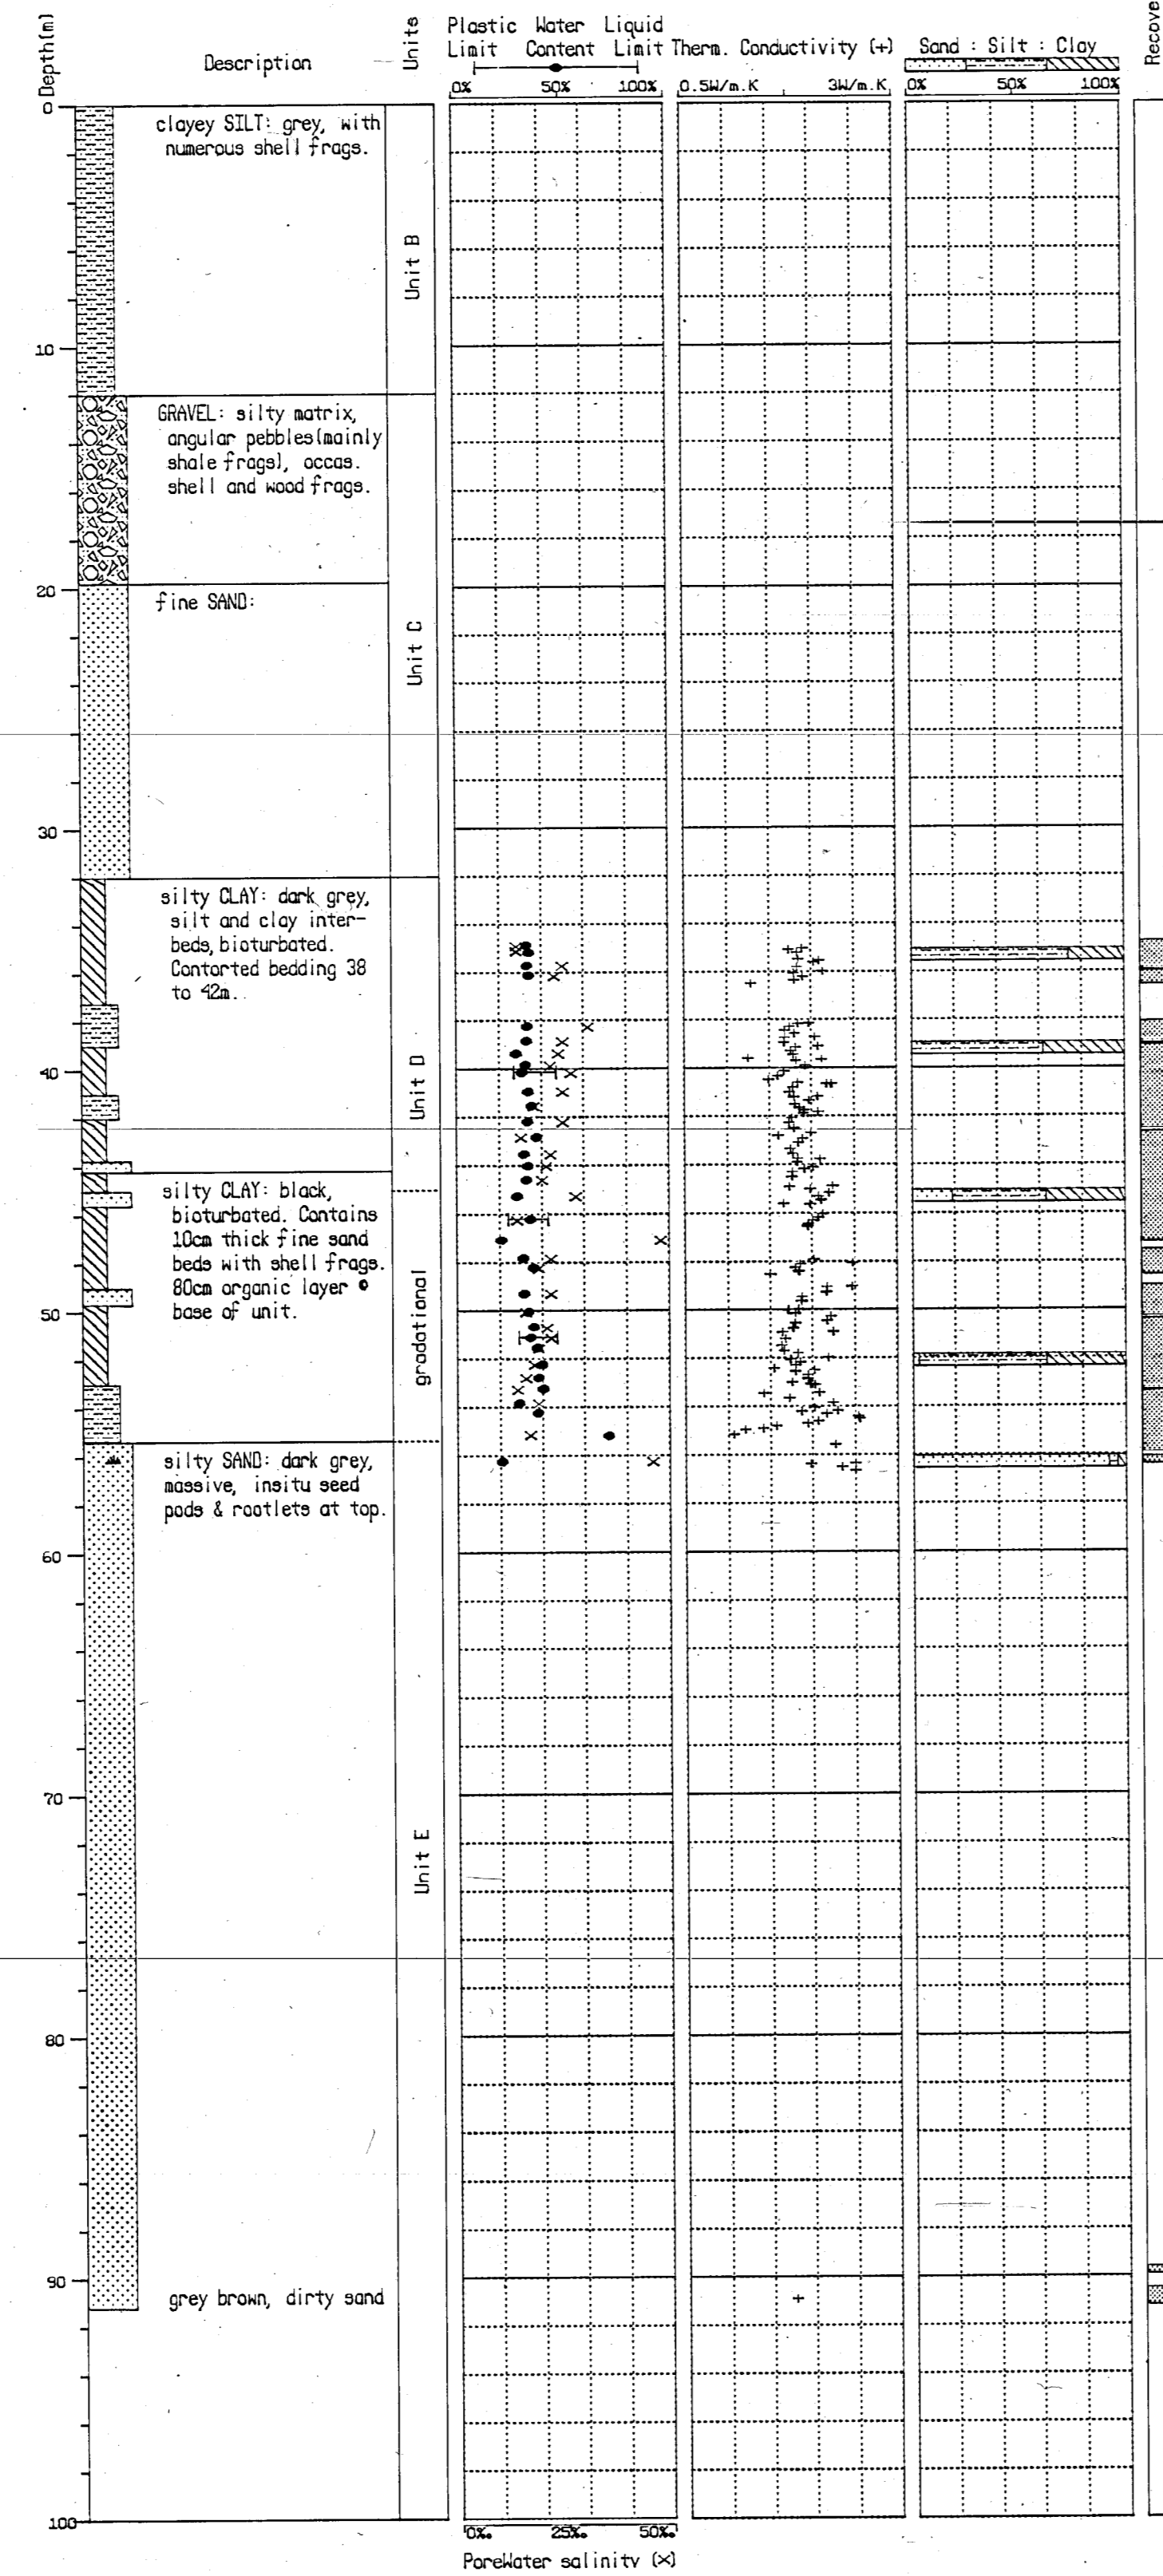 Depth(m)
Description
Units
Plastic Water Liquid
Limit Content Limit
0% 50% 100%
Therm. Conductivity (+)
0.5W/m.K 3W/m.K
Sand : Silt : Clay
0% 50% 100%
Recove
0
clayey SILT: grey, with
numerous shell frags.
Unit B
10
GRAVEL: silty matrix,
angular pebbles(mainly
shale frags), occas.
shell and wood frags.
20
fine SAND:
Unit C
30
silty CLAY: dark grey,
silt and clay inter-
beds, bioturbated.
Contorted bedding 38
to 42m.
Unit D
40
silty CLAY: black,
bioturbated. Contains
10cm thick fine sand
beds with shell frags.
80cm organic layer @
base of unit.
gradational
50
silty SAND: dark grey,
massive, insitu seed
pods & rootlets at top.
60
70
Unit E
80
90
grey brown, dirty sand
100
0‰ 25‰ 50‰
PoreWater salinity (×)